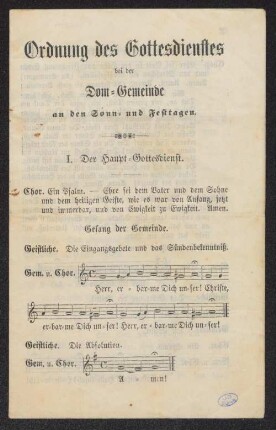 Ordnung des Gottesdienstes
bei der
Dom-Gemeinde
an den Sonn- und Festtagen.
I. Der Haupt-Gottesdienst.
Chor. Ein Psalm. — Ehre sei dem Vater und dem Sohne
und dem heiligen Geiste, wie es war von Anfang, jetzt
und immerdar, und von Ewigkeit zu Ewigkeit. Amen.
Gesang der Gemeinde.
Geistliche. Die Eingangsgebete und das Sündenbekenntniß.
Gem. u. Chor.
Herr, er - bar-me Dich un-ser! Christe,
er-bar-me Dich un-ser! Herr, er - bar-me Dich un-ser!
Geistliche. Die Absolution.
Gem. u. Chor.
A - men!